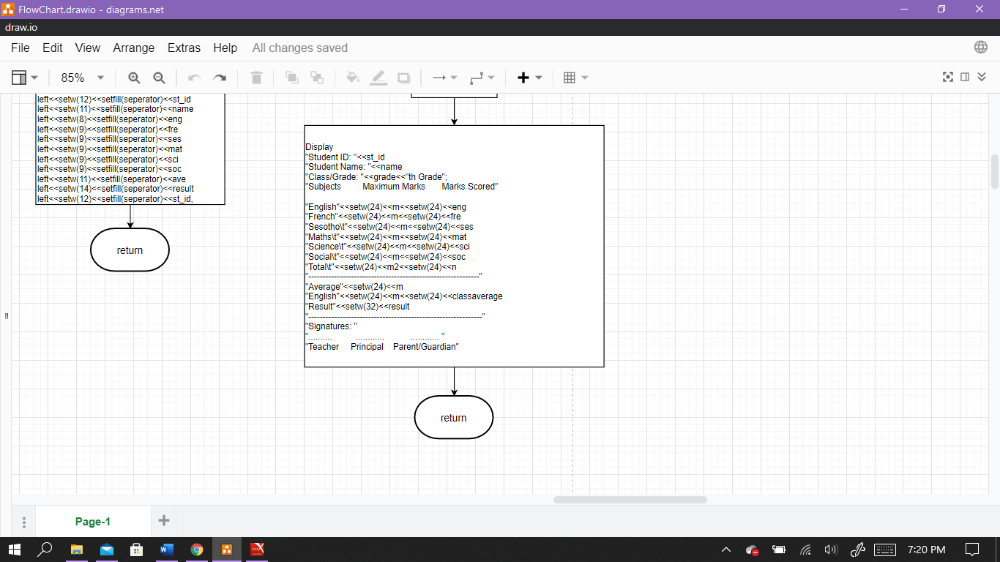 FlowChart.drawio - diagrams.net
draw.io
File Edit View Arrange Extras Help All changes saved
85%
left<<setw(12)<<setfill(seperator)<<st_id
left<<setw(11)<<setfill(seperator)<<name
left<<setw(8)<<setfill(seperator)<<eng
left<<setw(9)<<setfill(seperator)<<fre
left<<setw(9)<<setfill(seperator)<<ses
left<<setw(9)<<setfill(seperator)<<mat
left<<setw(9)<<setfill(seperator)<<sci
left<<setw(9)<<setfill(seperator)<<soc
left<<setw(11)<<setfill(seperator)<<ave
left<<setw(14)<<setfill(seperator)<<result
left<<setw(12)<<setfill(seperator)<<st_id,
return
Display
"Student ID: "<<st_id
"Student Name: "<<name
"Class/Grade: "<<grade<<"th Grade";
"Subjects Maximum Marks Marks Scored"
"English"<<setw(24)<<m<<setw(24)<<eng
"French"<<setw(24)<<m<<setw(24)<<fre
"Sesotho\t"<<setw(24)<<m<<setw(24)<<ses
"Maths\t"<<setw(24)<<m<<setw(24)<<mat
"Science\t"<<setw(24)<<m<<setw(24)<<sci
"Social\t"<<setw(24)<<m<<setw(24)<<soc
"Total\t"<<setw(24)<<m2<<setw(24)<<n
"------------------------------------------------------------"
"Average"<<setw(24)<<m
"English"<<setw(24)<<m<<setw(24)<<classaverage
"Result"<<setw(32)<<result
"-------------------------------------------------------------"
"Signatures: "
".......... ............ ............ "
"Teacher Principal Parent/Guardian"
return
Page-1
7:20 PM